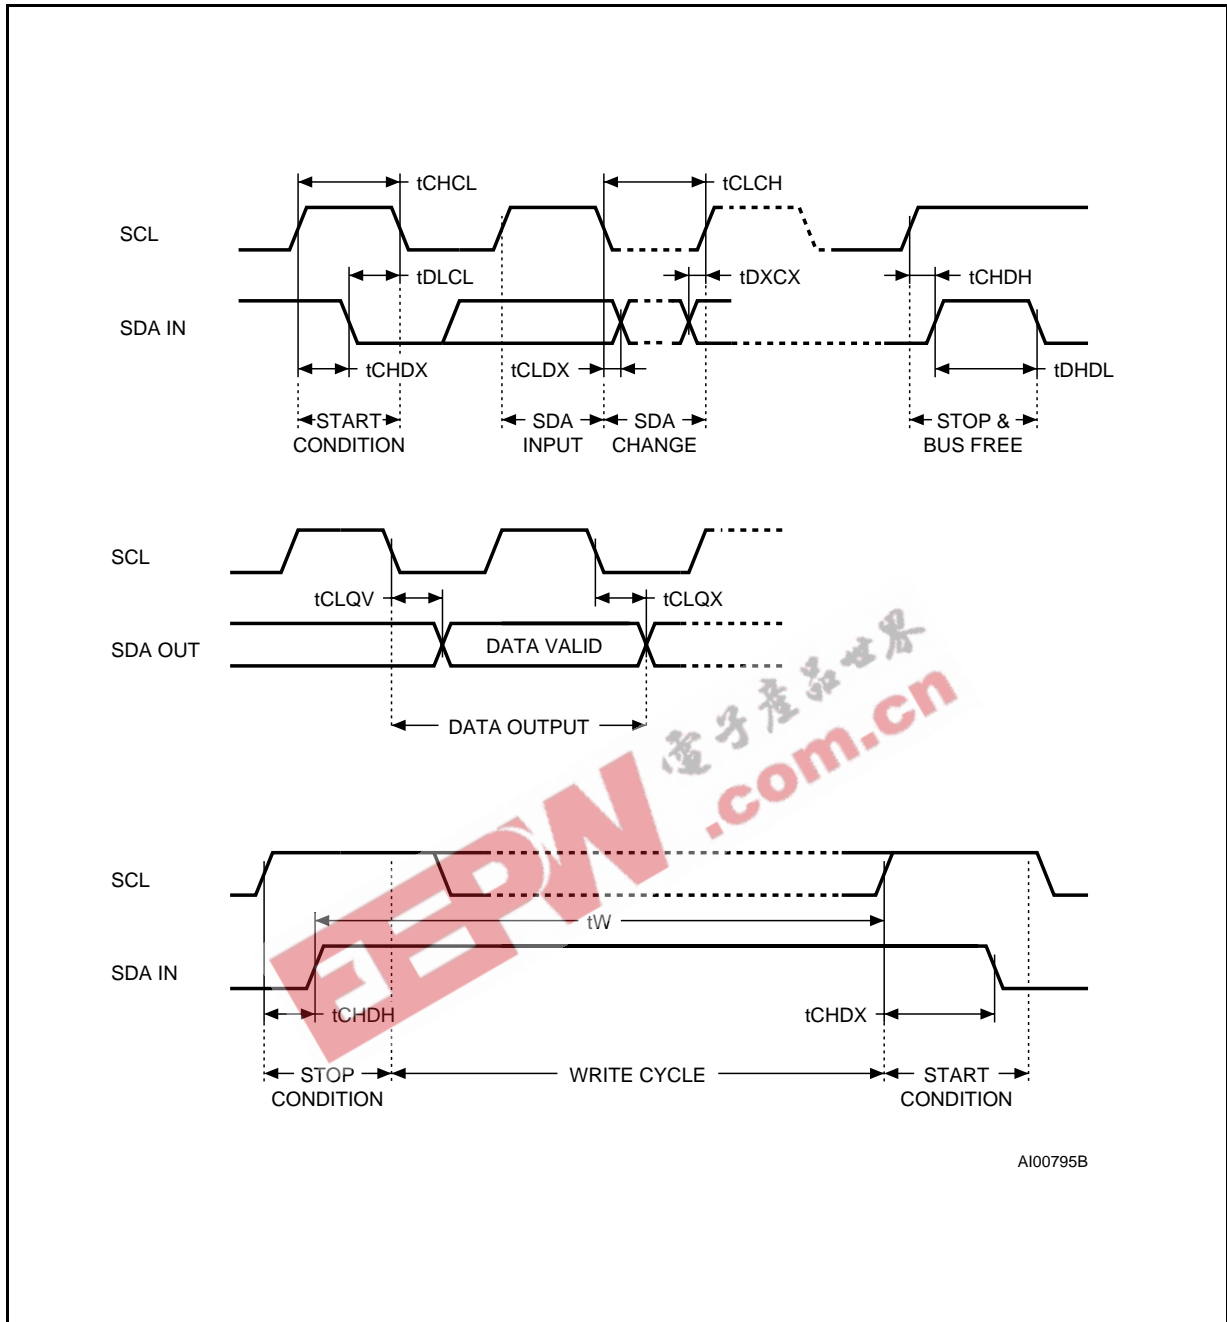 tCHCL
tCLCH
SCL
tDLCL
tDXCX
tCHDH
SDA IN
tCHDX
tCLDX
tDHDL
START CONDITION
SDA INPUT
SDA CHANGE
STOP & BUS FREE
SCL
tCLQV
tCLQX
SDA OUT
DATA VALID
DATA OUTPUT
電子產品世界
EEPW
.com.cn
SCL
tW
SDA IN
tCHDH
tCHDX
STOP CONDITION
WRITE CYCLE
START CONDITION
AI00795B